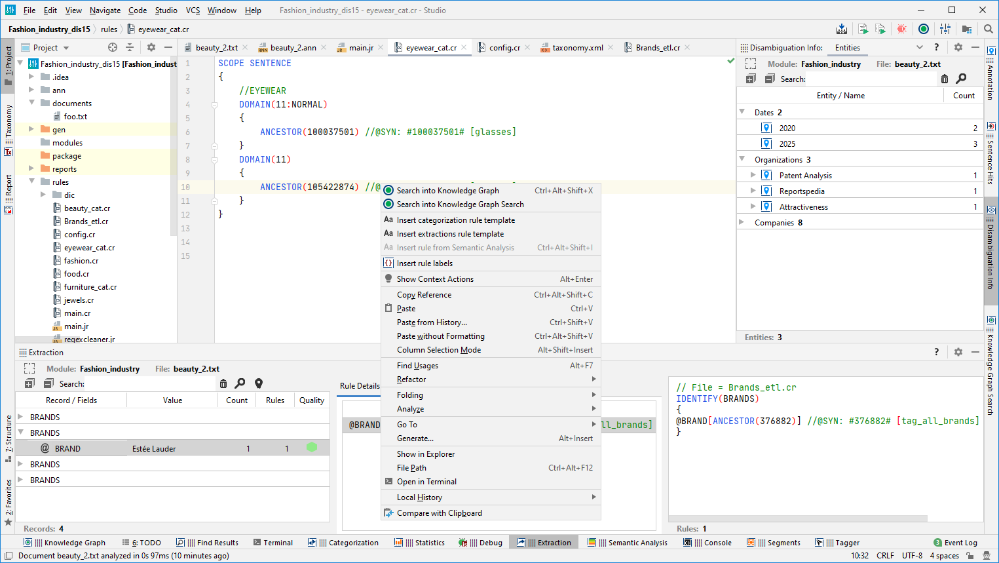 File Edit View Navigate Code Studio VCS Window Help Fashion_industry_dis15 - eyewear_cat.cr - Studio
Fashion_industry_dis15 rules eyewear_cat.cr
Project
beauty_2.txt beauty_2.ann main.jr eyewear_cat.cr config.cr taxonomy.xml Brands_etl.cr
Disambiguation Info: Entities ?
1: Project
Taxonomy
Report
7: Structure
2: Favorites
Fashion_industry_dis15 [Fashion_indust
.idea
ann
documents
foo.txt
gen
modules
package
reports
rules
dic
beauty_cat.cr
Brands_etl.cr
config.cr
eyewear_cat.cr
fashion.cr
food.cr
furniture_cat.cr
jewels.cr
main.cr
main.jr
regexcleaner.jr
1 SCOPE SENTENCE
2 {
3 //EYEWEAR
4 DOMAIN(11:NORMAL)
5 {
6 ANCESTOR(100037501) //@SYN: #100037501# [glasses]
7 }
8 DOMAIN(11)
9 {
10 ANCESTOR(105422874) //@
11 }
12 }
13
14
15
Search into Knowledge Graph Ctrl+Alt+Shift+X
Search into Knowledge Graph Search
Insert categorization rule template
Insert extractions rule template
Insert rule from Semantic Analysis Ctrl+Alt+Shift+I
Insert rule labels
Show Context Actions Alt+Enter
Copy Reference Ctrl+Alt+Shift+C
Paste Ctrl+V
Paste from History... Ctrl+Shift+V
Paste without Formatting Ctrl+Alt+Shift+V
Column Selection Mode Alt+Shift+Insert
Find Usages Alt+F7
Refactor
Folding
Analyze
Go To
Generate... Alt+Insert
Show in Explorer
File Path Ctrl+Alt+F12
Open in Terminal
Local History
Compare with Clipboard
Module: Fashion_industry File: beauty_2.txt
Search:
Entity / Name Count
Dates 2
2020 2
2025 3
Organizations 3
Patent Analysis 1
Reportspedia 1
Attractiveness 1
Companies 8
Entities: 3
Annotation
Sentence Hits
Disambiguation Info
Knowledge Graph Search
Extraction ?
Module: Fashion_industry File: beauty_2.txt
Search:
Record / Fields Value Count Rules Quality
BRANDS
BRANDS
@ BRAND Estée Lauder 1 1
BRANDS
BRANDS
Records: 4
Rule Details
@BRAND ll_brands]
// File = Brands_etl.cr
IDENTIFY(BRANDS)
{
@BRAND[ANCESTOR(376882)] //@SYN: #376882# [tag_all_brands]
}
Rules: 1
Knowledge Graph 6: TODO Find Results Terminal Categorization Statistics Debug Extraction Semantic Analysis Console Segments Tagger 3 Event Log
Document beauty_2.txt analyzed in 0s 97ms (10 minutes ago) 10:32 CRLF UTF-8 4 spaces